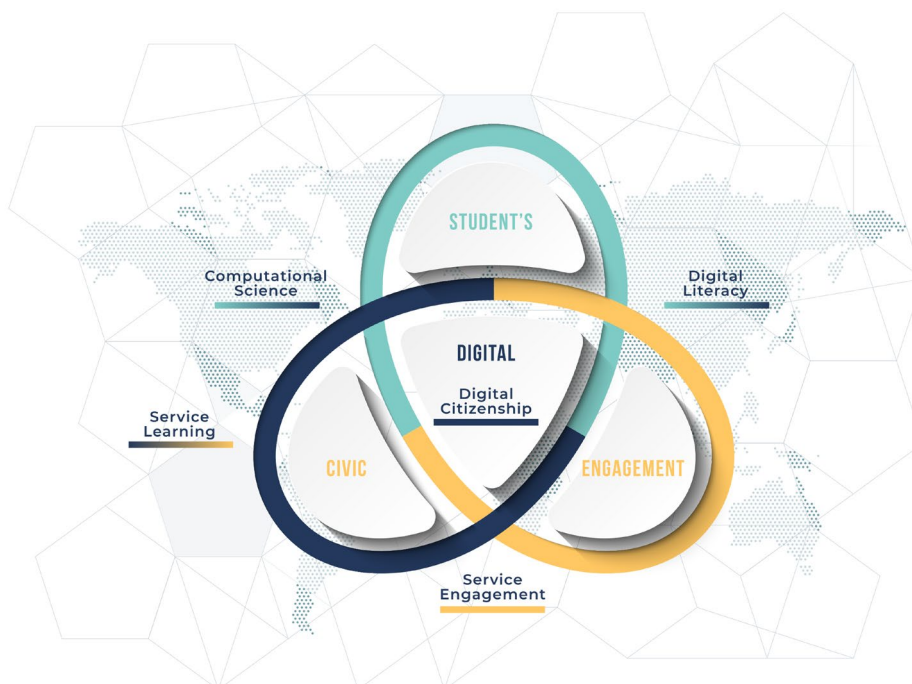 STUDENT'S
Computational
Science
Digital
Literacy
DIGITAL
Digital
Citizenship
Service
Learning
CIVIC
ENGAGEMENT
Service
Engagement